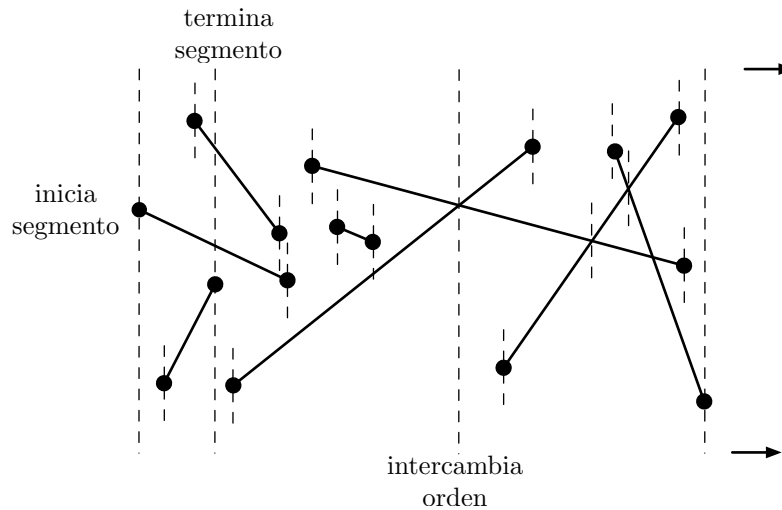 termina
segmento
inicia
segmento
intercambia
orden